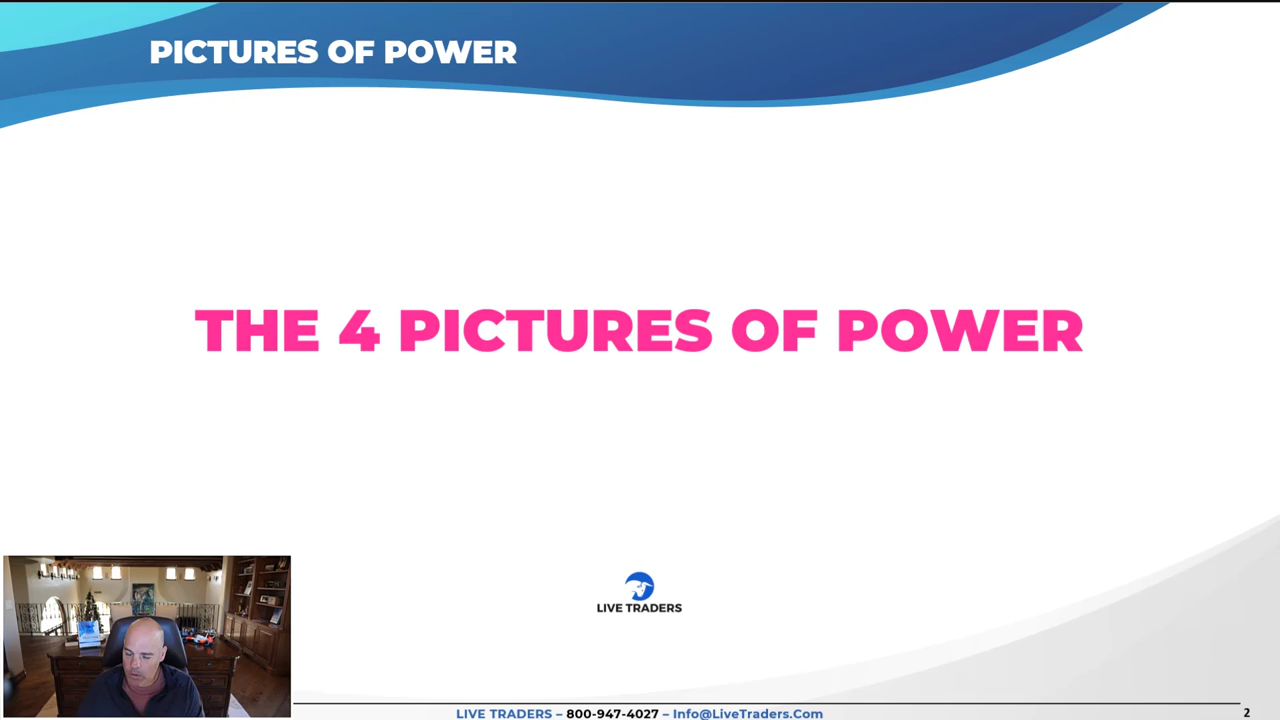 PICTURES OF POWER
THE 4 PICTURES OF POWER
LIVE TRADERS
LIVE TRADERS – 800-947-4027 – Info@LiveTraders.Com
2